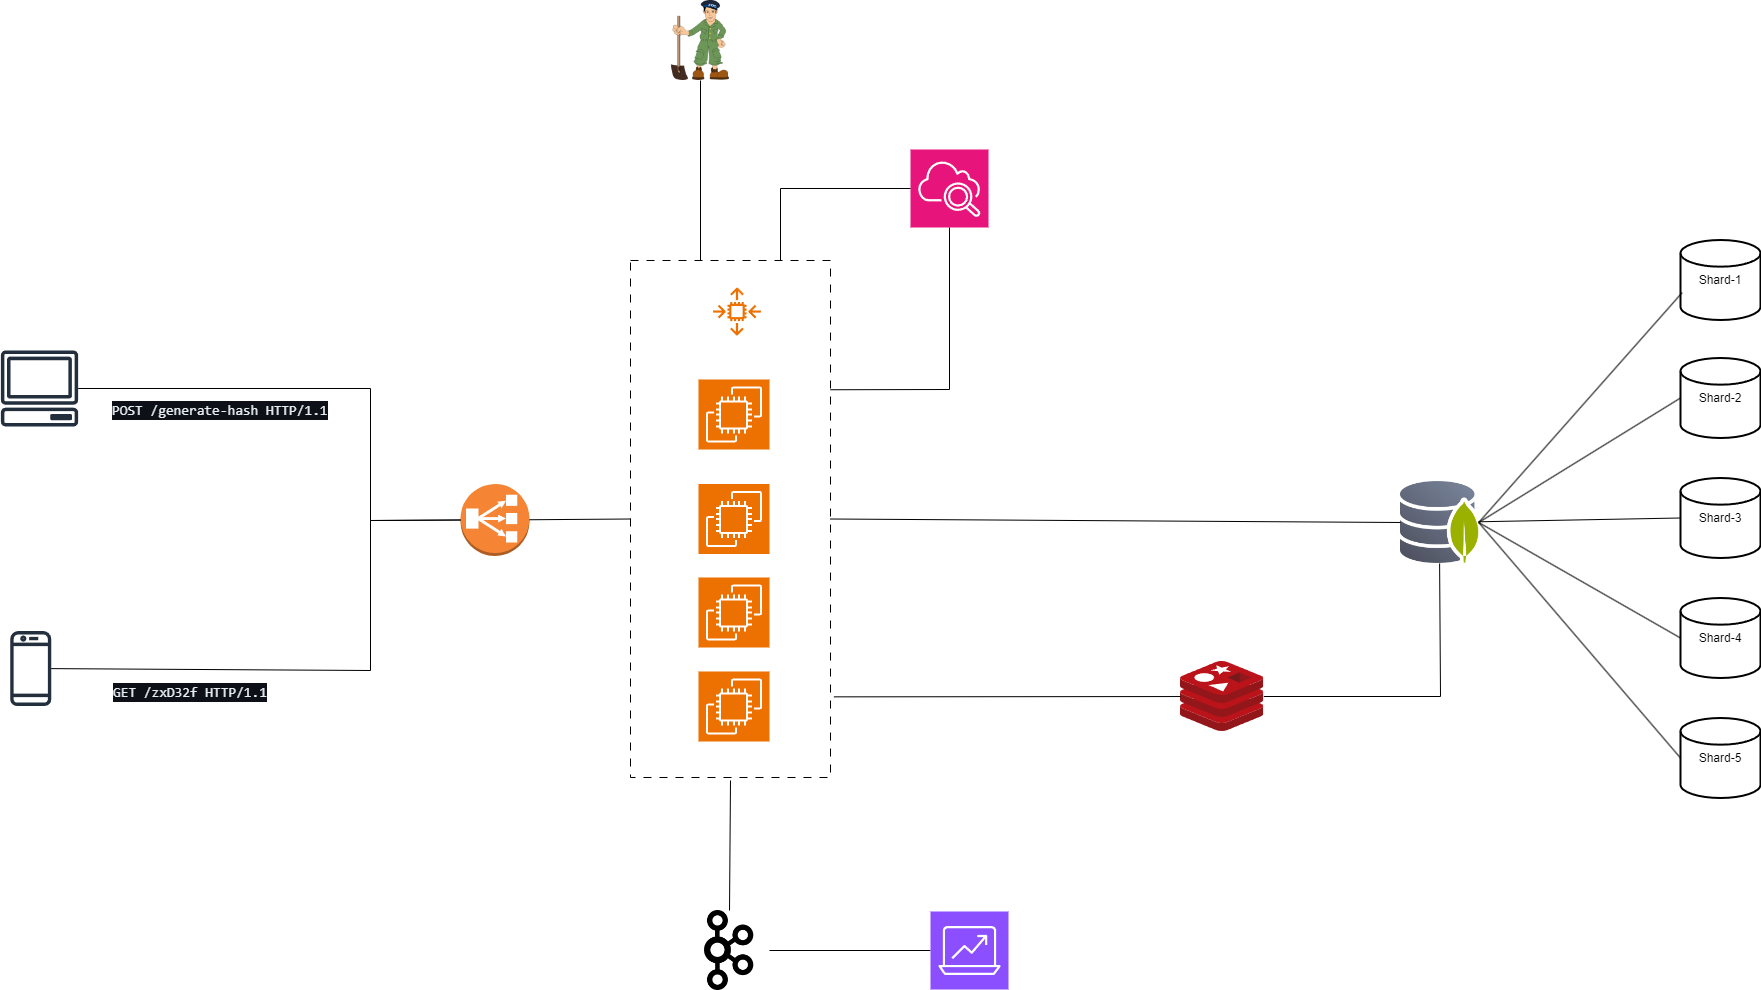 POST /generate-hash HTTP/1.1
GET /zxD32f HTTP/1.1
Shard-1
Shard-2
Shard-3
Shard-4
Shard-5